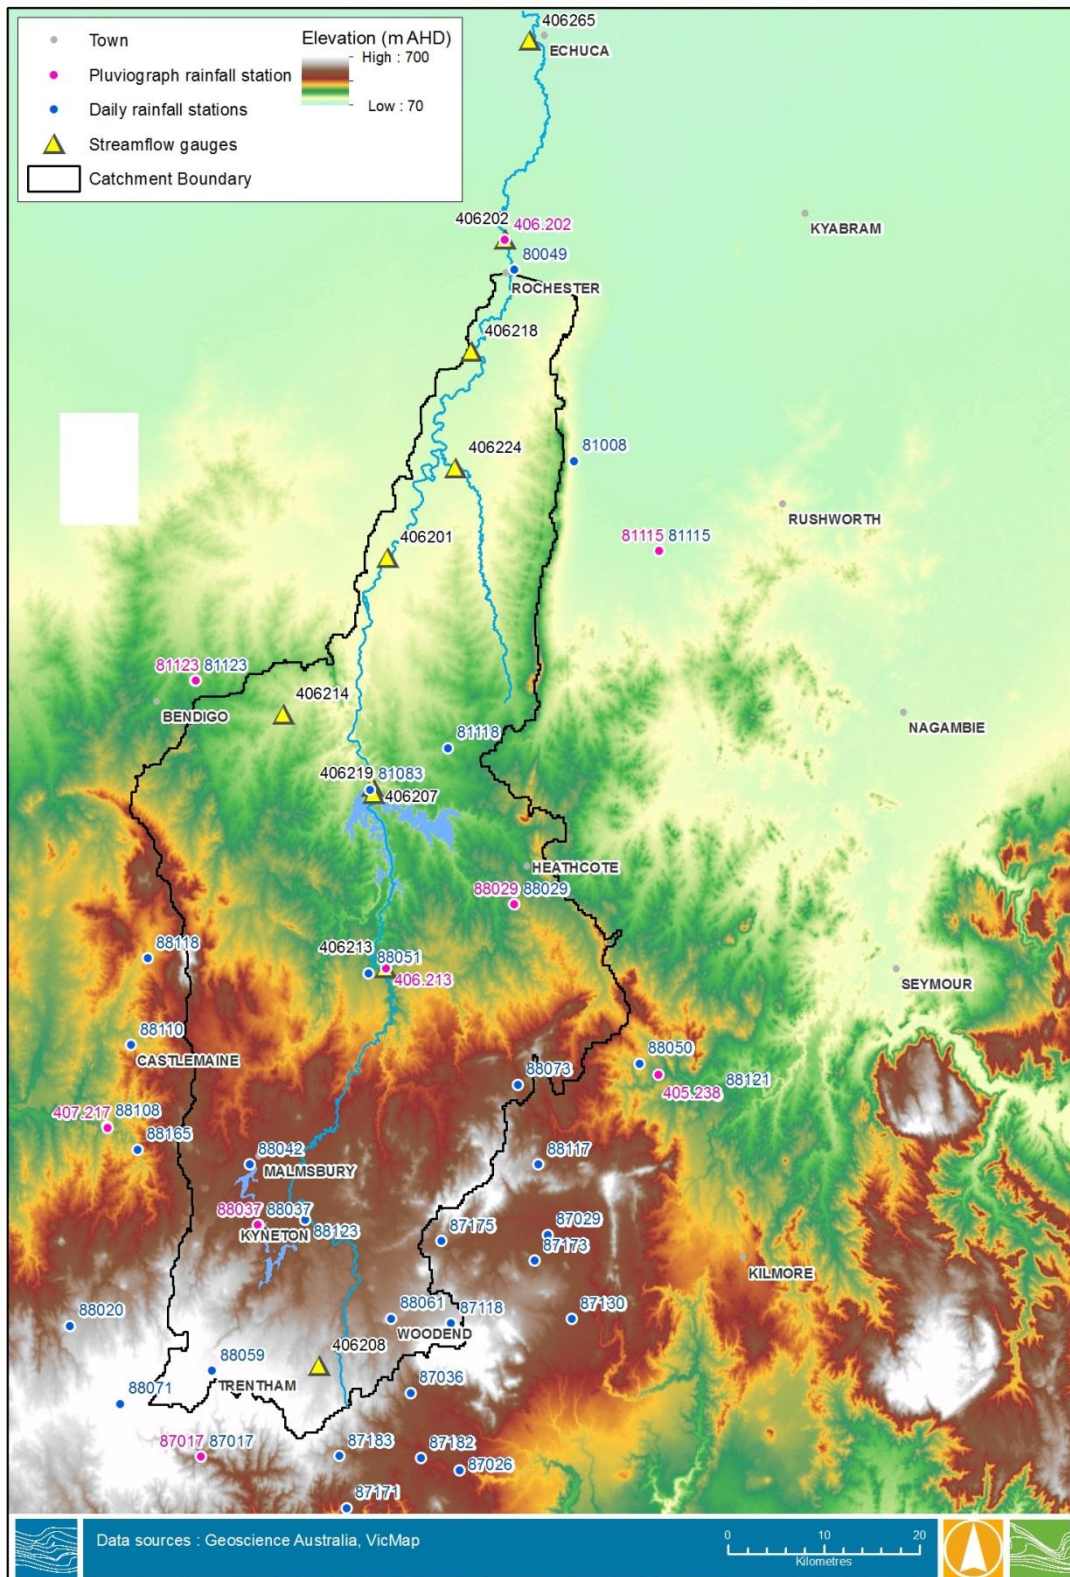 Town
Pluviograph rainfall station
Daily rainfall stations
Streamflow gauges
Catchment Boundary
Elevation (m AHD)
High : 700
Low : 70
406265
ECHUCA
KYABRAM
406202 406.202
80049
ROCHESTER
406218
406224
81008
RUSHWORTH
81115 81115
406201
81123 81123
406214
BENDIGO
NAGAMBIE
81118
406219 81083
406207
HEATHCOTE
88029 88029
88118
406213
88051
406.213
SEYMOUR
88110
CASTLEMAINE
88050
88073
88121
405.238
407.217 88108
88165
88042
MALMSBURY
88117
88037 88037
KYNETON
88123
87175
87029
87173
KILMORE
88020
88061
87118
87130
WOODEND
406208
88059
TRENTHAM
88071
87036
87017 87017
87183
87182
87026
87171
Data sources : Geoscience Australia, VicMap
0 10 20
Kilometres